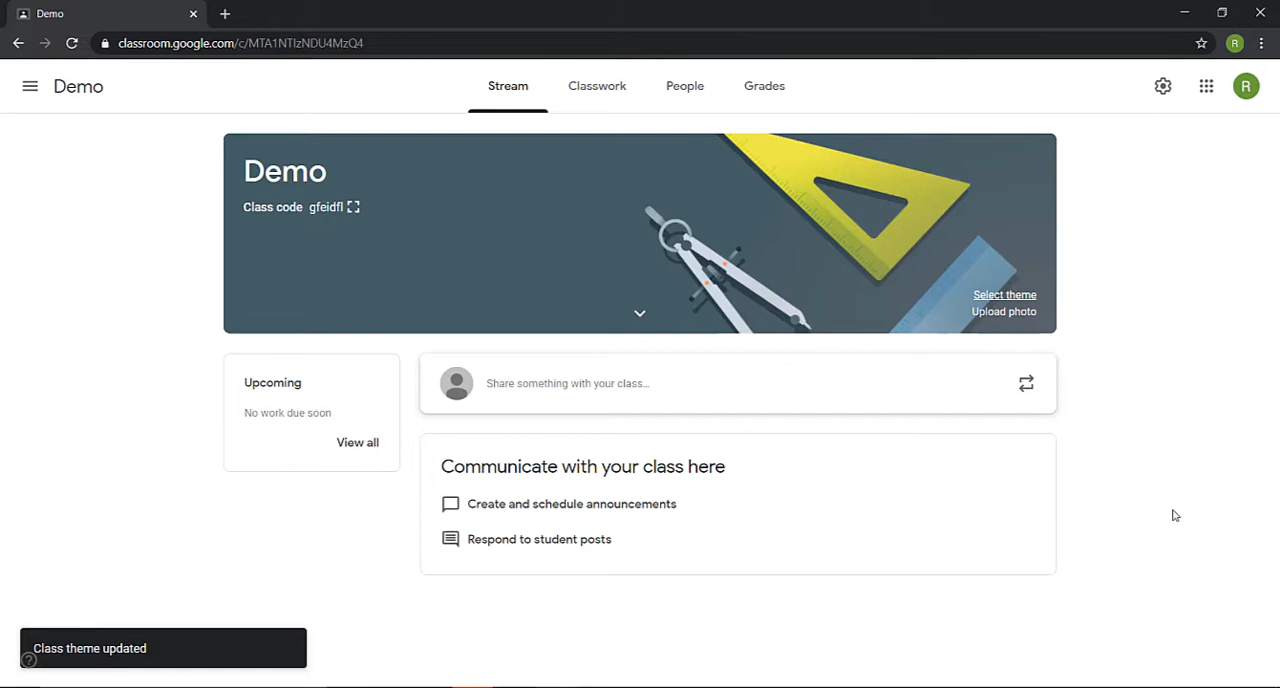 Demo
classroom.google.com/c/MTA1NTIzNDU4MzQ4
R
Demo
Stream
Classwork
People
Grades
R
Demo
Class code gfeidfl
Select theme
Upload photo
Upcoming
No work due soon
View all
Share something with your class...
Communicate with your class here
Create and schedule announcements
Respond to student posts
Class theme updated
?